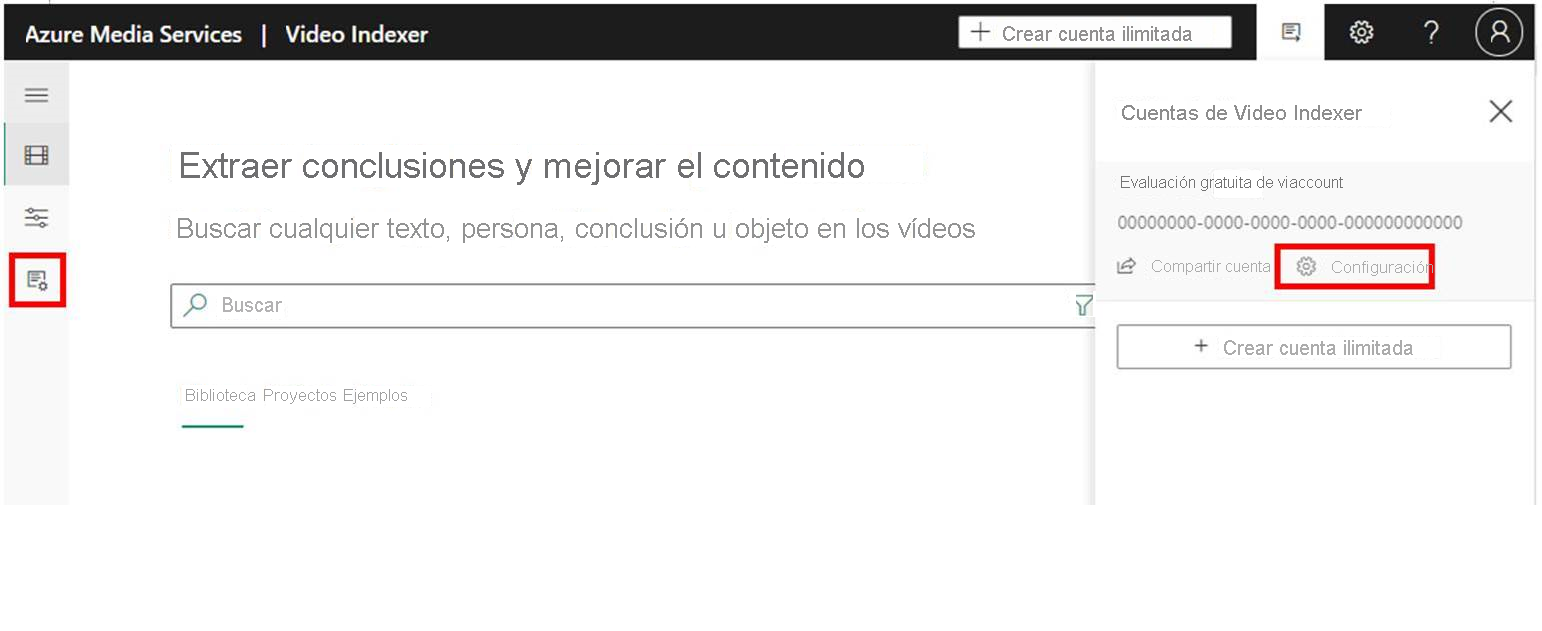 Azure Media Services | Video Indexer
+ Crear cuenta ilimitada
?
Cuentas de Video Indexer
Extraer conclusiones y mejorar el contenido
Buscar cualquier texto, persona, conclusión u objeto en los vídeos
Buscar
Biblioteca Proyectos Ejemplos
Evaluación gratuita de viaccount
00000000-0000-0000-0000-000000000000
Compartir cuenta
Configuración
+ Crear cuenta ilimitada